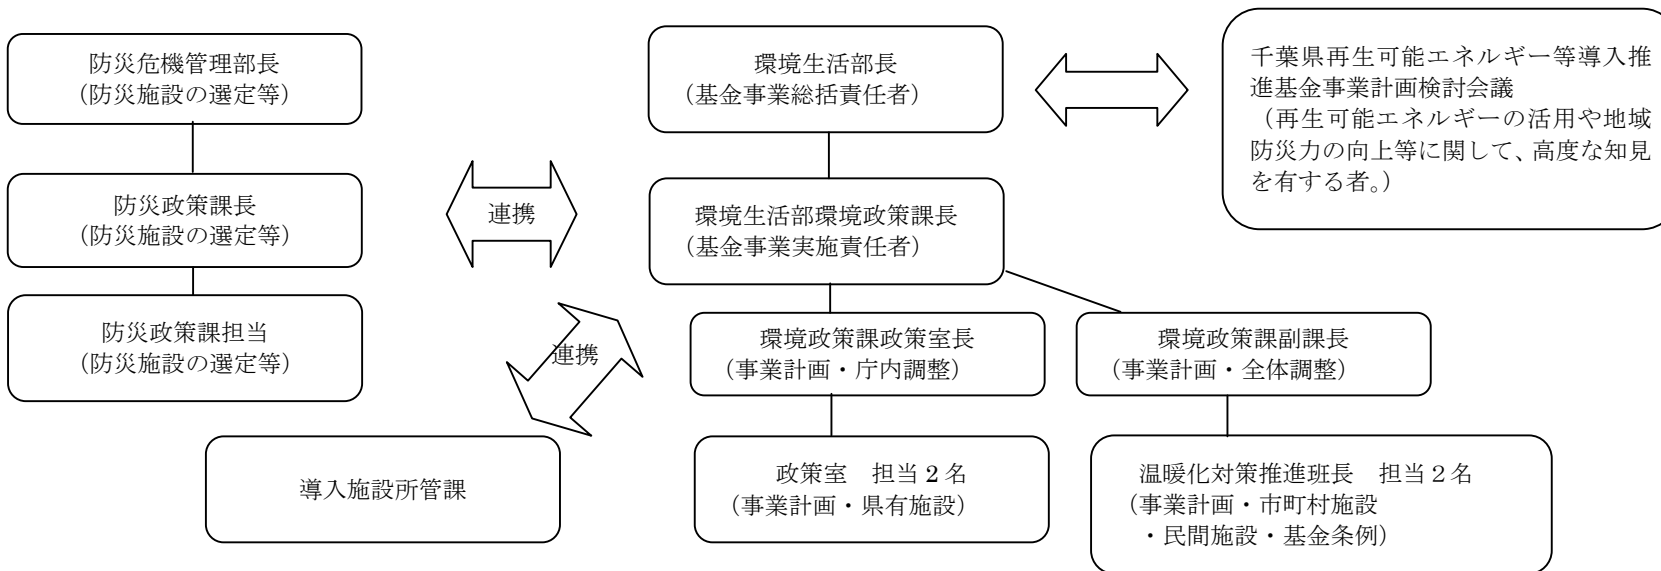 防災危機管理部長
（防災施設の選定等）
防災政策課長
（防災施設の選定等）
防災政策課担当
（防災施設の選定等）
導入施設所管課
連携
連携
環境生活部長
（基金事業総括責任者）
環境生活部環境政策課長
（基金事業実施責任者）
環境政策課政策室長
（事業計画・庁内調整）
政策室　担当２名
（事業計画・県有施設）
環境政策課副課長
（事業計画・全体調整）
温暖化対策推進班長　担当２名
（事業計画・市町村施設
・民間施設・基金条例）
千葉県再生可能エネルギー等導入推
進基金事業計画検討会議
（再生可能エネルギーの活用や地域
防災力の向上等に関して、高度な知見
を有する者。）